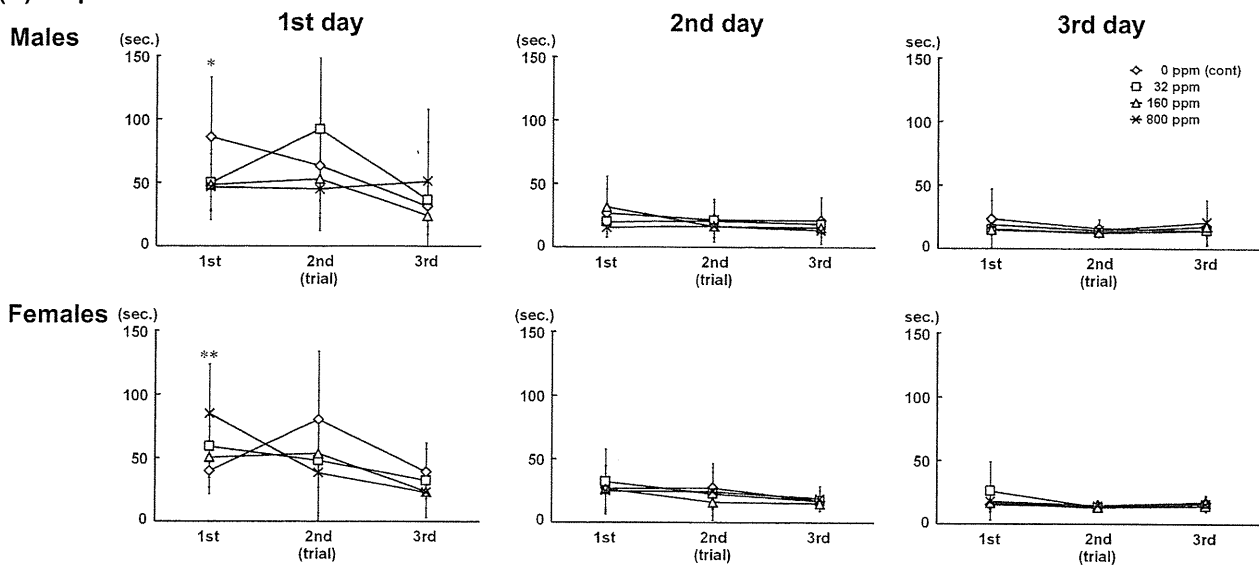 1st day 2nd day 3rd day
Males
(sec.) (sec.) sec.)
150 150 150
0 ppm (cont)
32 ppm
160 ppm
800 ppm
*
100 100 100
50 50 50
0 0 0
1st 2nd 3rd 1st 2nd 3rd 1st 2nd 3rd
(trial) (trial) (trial)
Females
(sec.) (sec.) sec.)
150 150 150
**
100 100 100
50 50 50
0 0 0
1st 2nd 3rd 1st 2nd 3rd 1st 2nd 3rd
(trial) (trial) (trial)